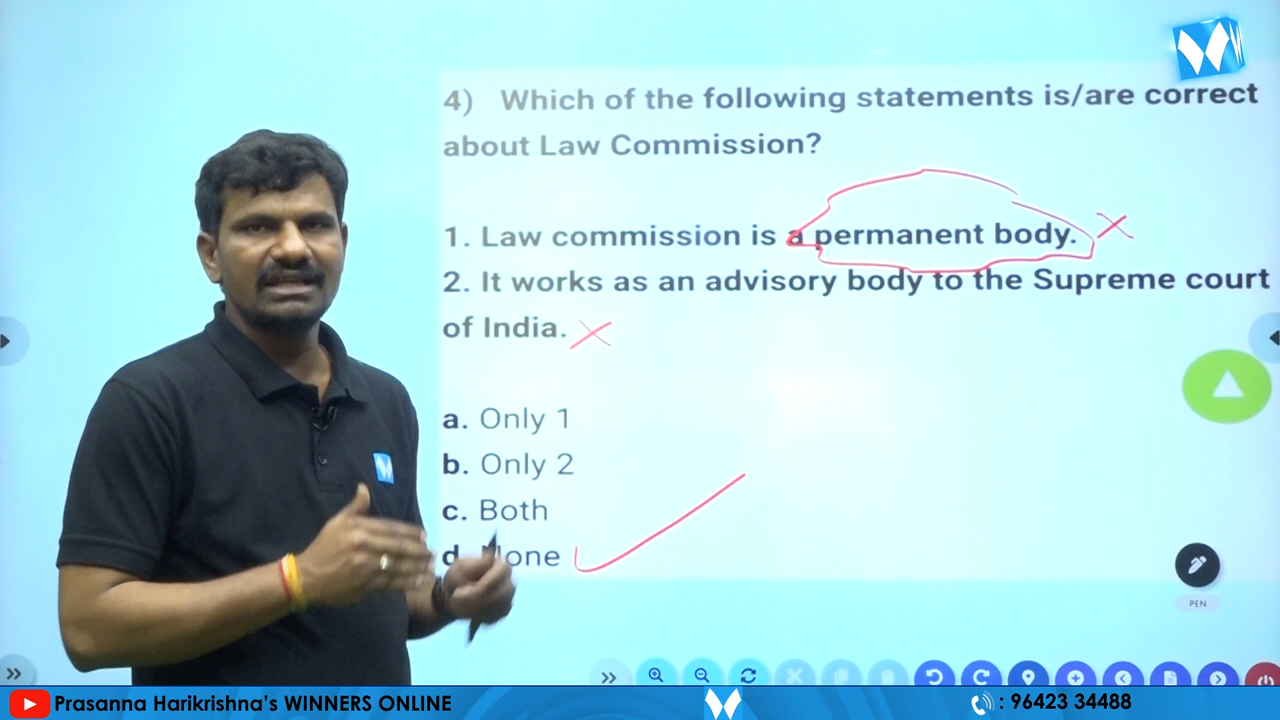 4) Which of the following statements is/are correct
about Law Commission?
1. Law commission is a permanent body.
2. It works as an advisory body to the Supreme court
of India.
a. Only 1
b. Only 2
c. Both
d. None
PEN
Prasanna Harikrishna's WINNERS ONLINE
: 96423 34488